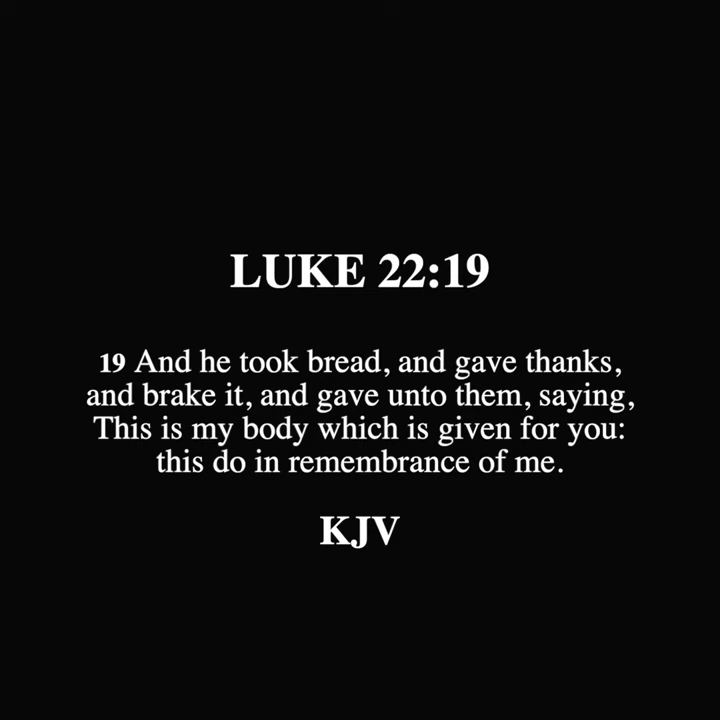 LUKE 22:19
19 And he took bread, and gave thanks,
and brake it, and gave unto them, saying,
This is my body which is given for you:
this do in remembrance of me.
KJV